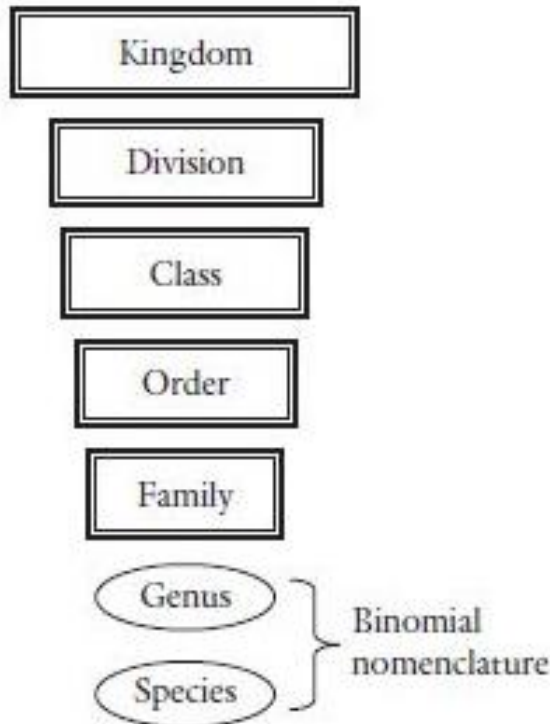 Kingdom
Division
Class
Order
Family
Genus
Species
Binomial
nomenclature